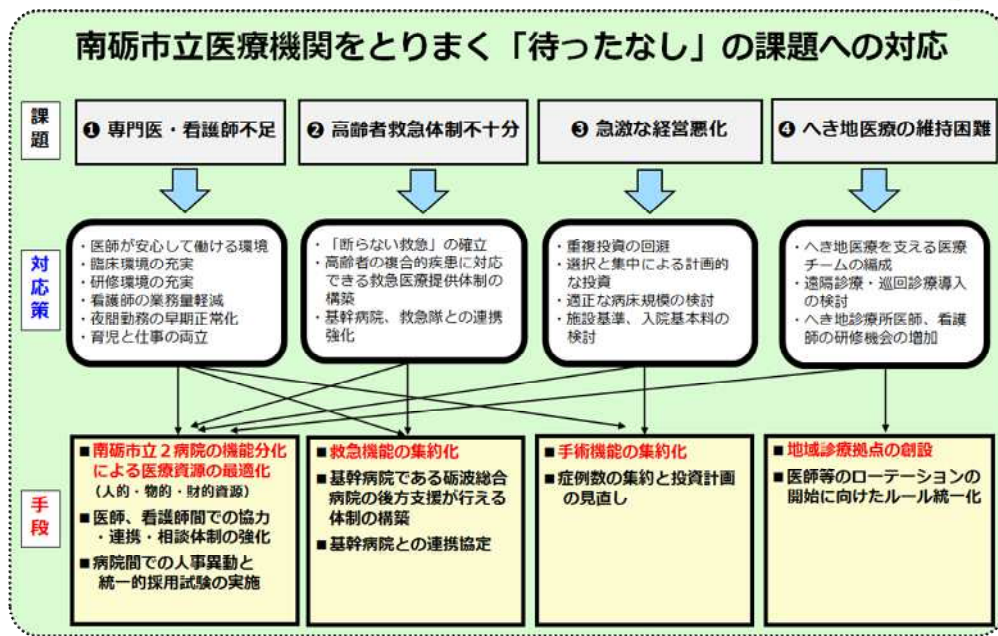 南砺市立医療機関をとりまく「待ったなし」の課題への対応
課題
❶ 専門医・看護師不足
❷ 高齢者救急体制不十分
❸ 急激な経営悪化
❹ へき地医療の維持困難
対応策
・医師が安心して働ける環境
・臨床環境の充実
・研修環境の充実
・看護師の業務量軽減
・夜間勤務の早期正常化
・育児と仕事の両立
・「断らない救急」の確立
・高齢者の複合的疾患に対応
できる救急医療提供体制の
構築
・基幹病院、救急隊との連携
強化
・重複投資の回避
・選択と集中による計画的
な投資
・適正な病床規模の検討
・施設基準、入院基本料の
検討
・へき地医療を支える医療
チームの編成
・遠隔診療・巡回診療導入
の検討
・へき地診療所医師、看護
師の研修機会の増加
手段
■南砺市立２病院の機能分化
による医療資源の最適化
（人的・物的・財的資源）
■医師、看護師間での協力
・連携・相談体制の強化
■病院間での人事異動と
統一的採用試験の実施
■救急機能の集約化
■基幹病院である砺波総合
病院の後方支援が行える
体制の構築
■基幹病院との連携協定
■手術機能の集約化
■症例数の集約と投資計画
の見直し
■地域診療拠点の創設
■医師等のローテーションの
開始に向けたルール統一化